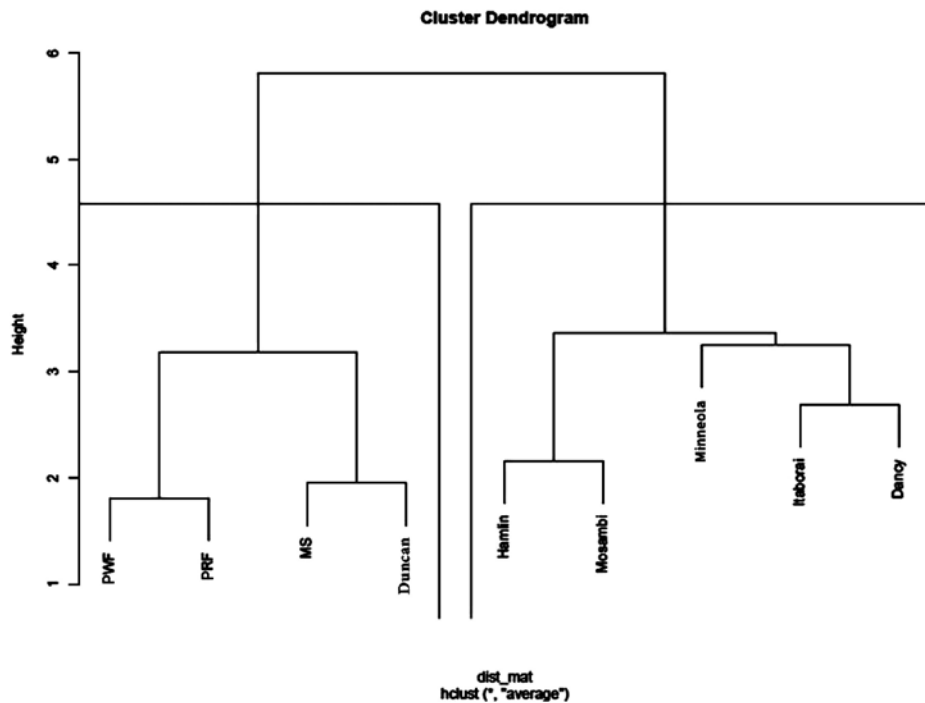 Cluster Dendrogram
Height
6
5
4
3
2
1
PWF
PRF
MS
Duncan
Hamlin
Mosambi
Minneola
Itaborai
Dancy
dist_mat
hclust (*, "average")